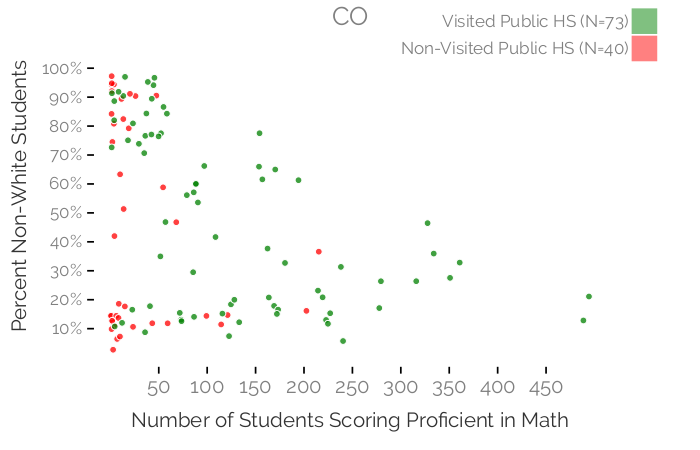 CO
Visited Public HS (N=73)
Non-Visited Public HS (N=40)
Percent Non-White Students
100%
90%
80%
70%
60%
50%
40%
30%
20%
10%
50 100 150 200 250 300 350 400 450
Number of Students Scoring Proficient in Math